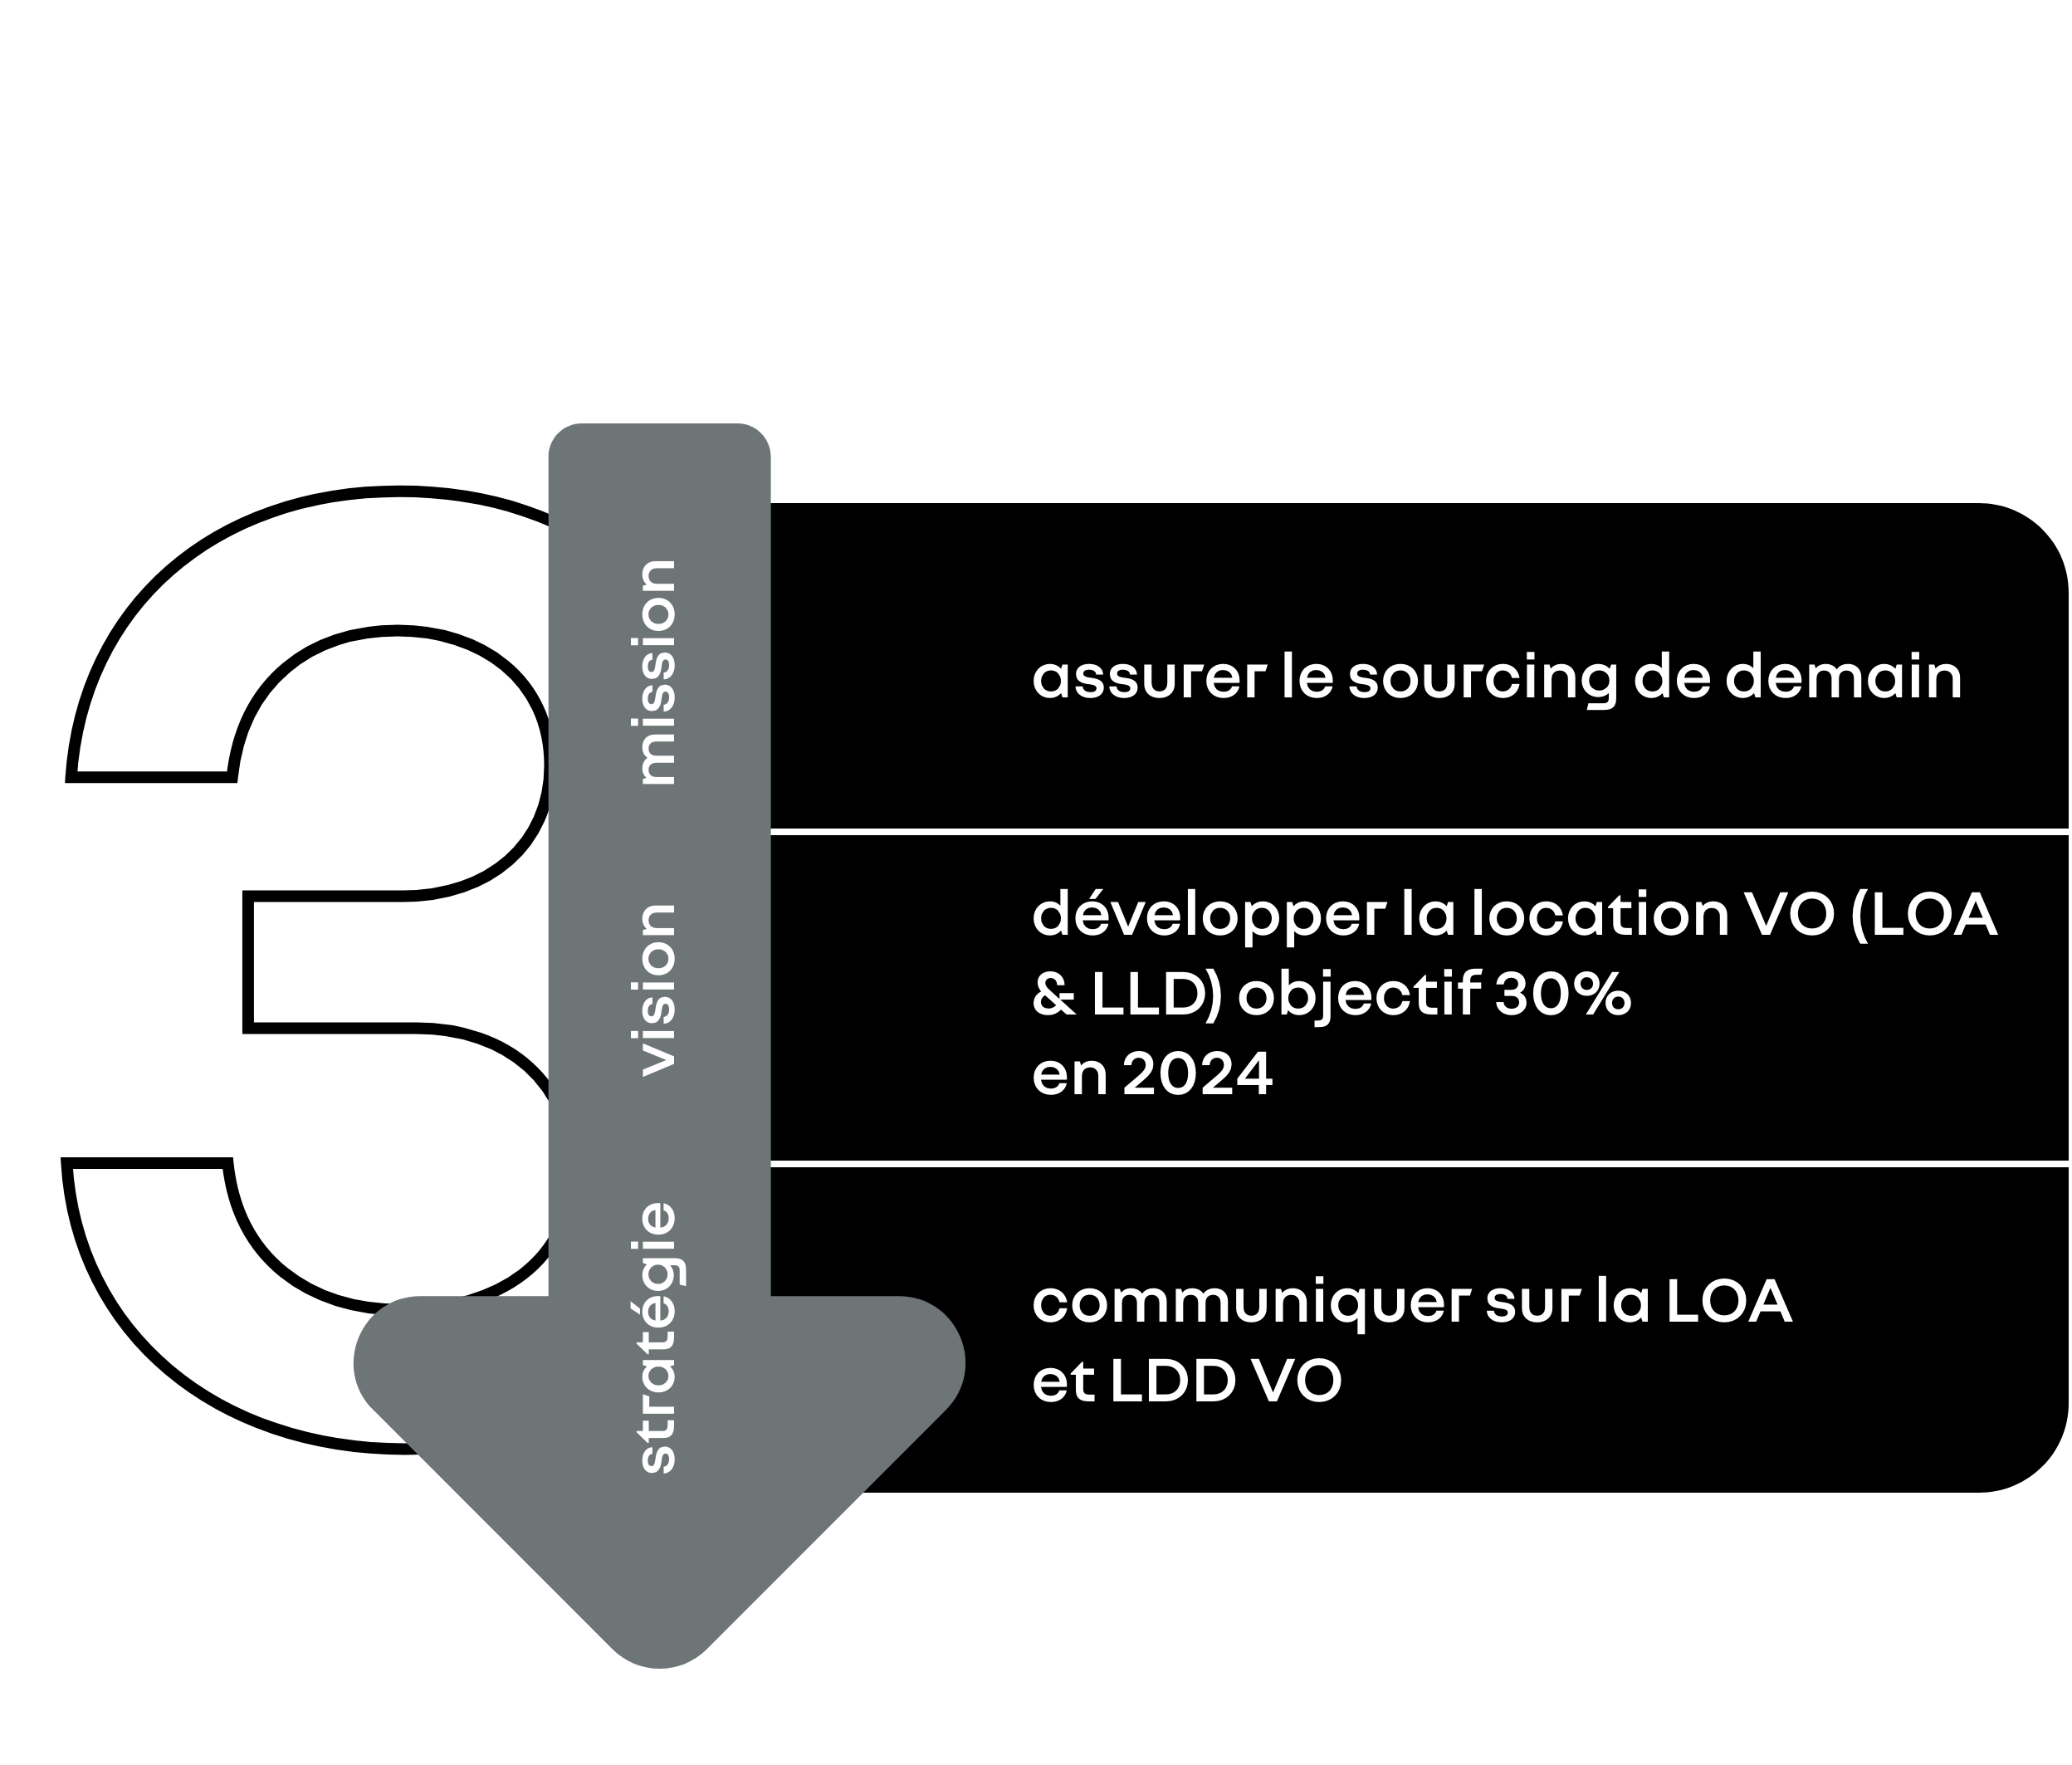 3
mission
assurer le sourcing de demain
vision
développer la location VO (LOA
& LLD) objectif 30%
en 2024
stratégie
communiquer sur la LOA
et LDD VO